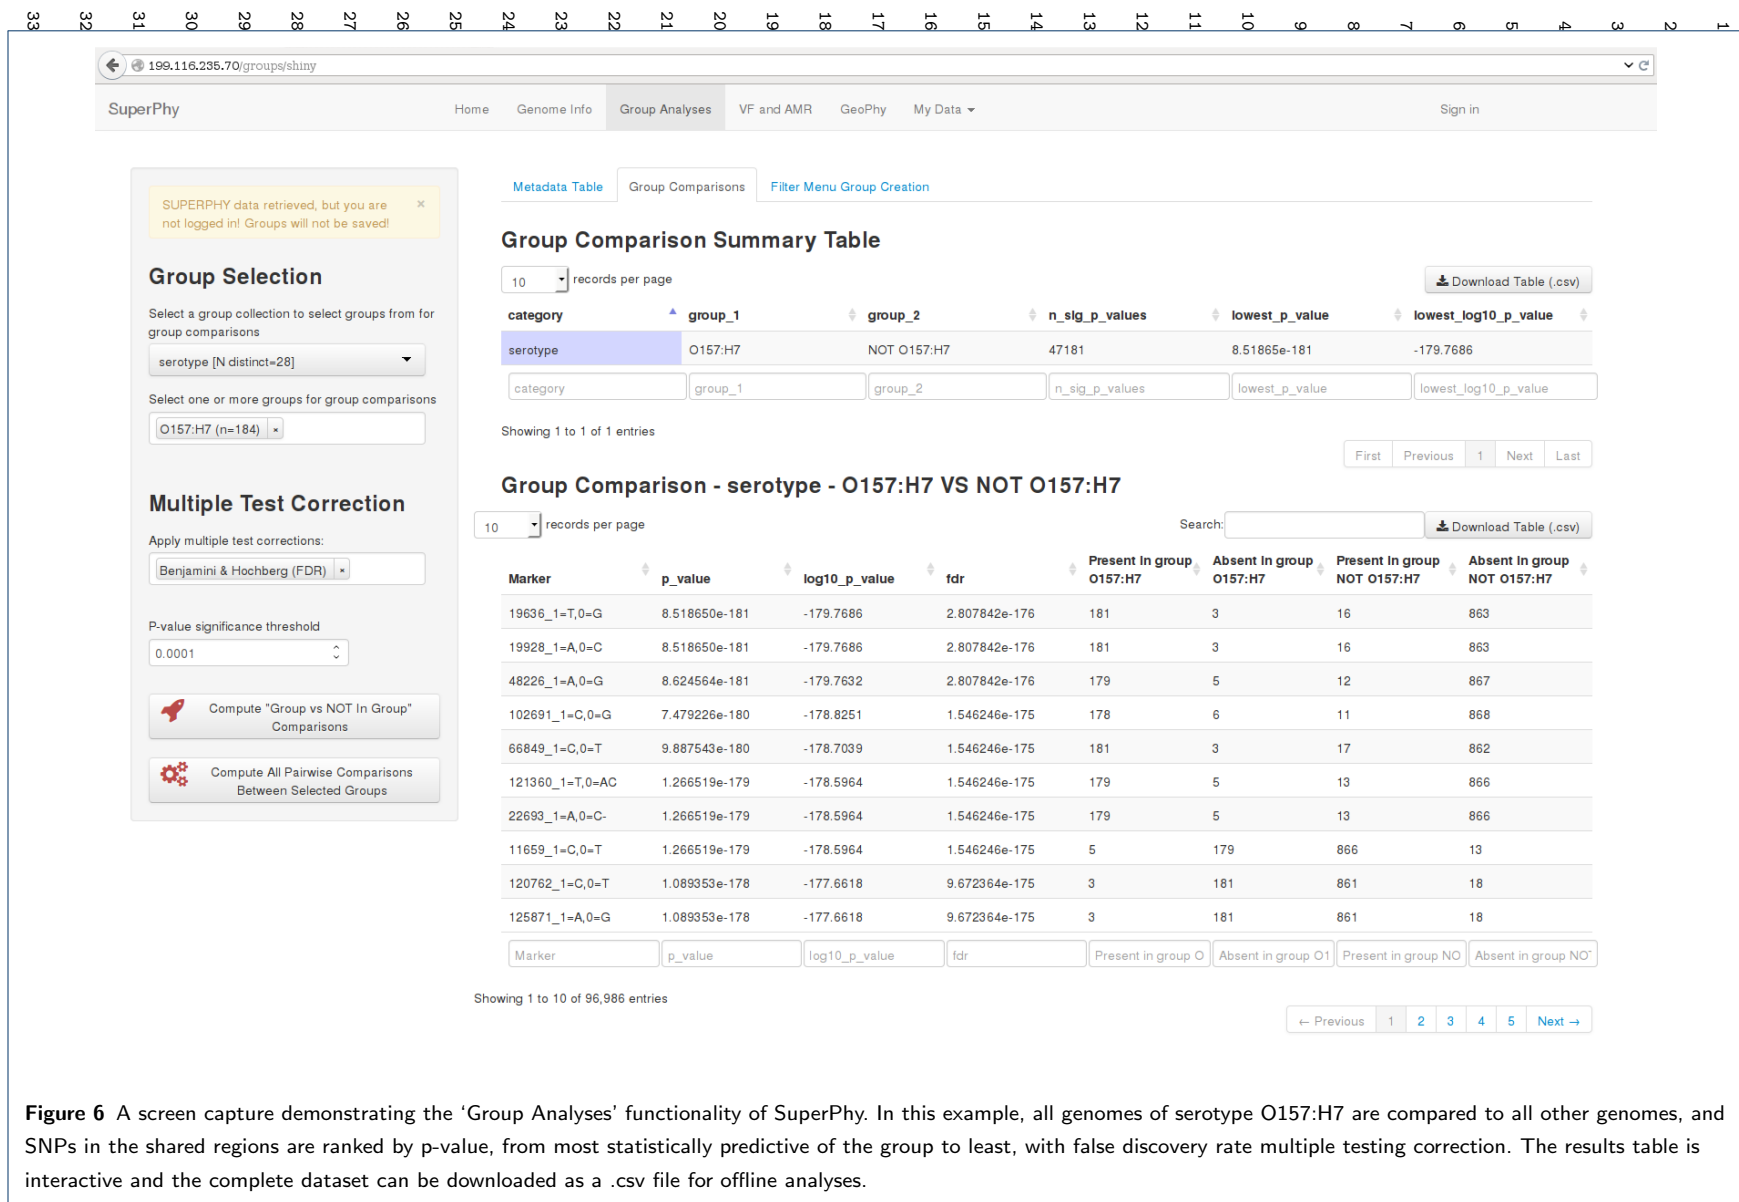 33 32 31 30 29 28 27 26 25 24 23 22 21 20 19 18 17 16 15 14 13 12 11 10 9 8 7 6 5 4 3 2 1
199.116.235.70/groups/shiny
SuperPhy Home Genome Info Group Analyses VF and AMR GeoPhy My Data Sign in
SUPERPHY data retrieved, but you are ×
not logged in! Groups will not be saved!
Group Selection
Select a group collection to select groups from for
group comparisons
serotype [N distinct=28]
Select one or more groups for group comparisons
O157:H7 (n=184) ×
Multiple Test Correction
Apply multiple test corrections:
Benjamini & Hochberg (FDR) ×
P-value significance threshold
0.0001
Compute "Group vs NOT In Group"
Comparisons
Compute All Pairwise Comparisons
Between Selected Groups
Metadata Table Group Comparisons Filter Menu Group Creation
Group Comparison Summary Table
10 records per page Download Table (.csv)
category group_1 group_2 n_sig_p_values lowest_p_value lowest_log10_p_value
serotype O157:H7 NOT O157:H7 47181 8.51865e-181 -179.7686
category group_1 group_2 n_sig_p_values lowest_p_value lowest_log10_p_value
Showing 1 to 1 of 1 entries
First Previous 1 Next Last
Group Comparison - serotype - O157:H7 VS NOT O157:H7
10 records per page Search: Download Table (.csv)
Marker p_value log10_p_value fdr Present in group O157:H7 Absent in group O157:H7 Present in group NOT O157:H7 Absent in group NOT O157:H7
19636_1=T,0=G 8.518650e-181 -179.7686 2.807842e-176 181 3 16 863
19928_1=A,0=C 8.518650e-181 -179.7686 2.807842e-176 181 3 16 863
48226_1=A,0=G 8.624564e-181 -179.7632 2.807842e-176 179 5 12 867
102691_1=C,0=G 7.479226e-180 -178.8251 1.546246e-175 178 6 11 868
66849_1=C,0=T 9.887543e-180 -178.7039 1.546246e-175 181 3 17 862
121360_1=T,0=AC 1.266519e-179 -178.5964 1.546246e-175 179 5 13 866
22693_1=A,0=C- 1.266519e-179 -178.5964 1.546246e-175 179 5 13 866
11659_1=C,0=T 1.266519e-179 -178.5964 1.546246e-175 5 179 866 13
120762_1=C,0=T 1.089353e-178 -177.6618 9.672364e-175 3 181 861 18
125871_1=A,0=G 1.089353e-178 -177.6618 9.672364e-175 3 181 861 18
Marker p_value log10_p_value fdr Present in group O Absent in group O1 Present in group NO Absent in group NO
Showing 1 to 10 of 96,986 entries
← Previous 1 2 3 4 5 Next →
Figure 6 A screen capture demonstrating the ‘Group Analyses’ functionality of SuperPhy. In this example, all genomes of serotype O157:H7 are compared to all other genomes, and
SNPs in the shared regions are ranked by p-value, from most statistically predictive of the group to least, with false discovery rate multiple testing correction. The results table is
interactive and the complete dataset can be downloaded as a .csv file for offline analyses.